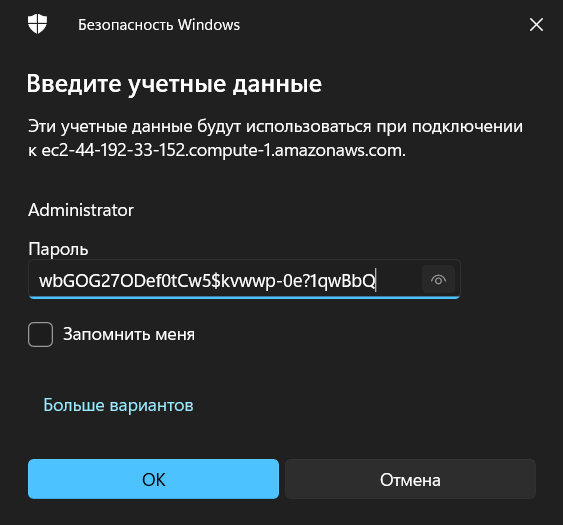 Безопасность Windows
Введите учетные данные
Эти учетные данные будут использоваться при подключении
к ec2-44-192-33-152.compute-1.amazonaws.com.
Administrator
Пароль
wbGOG27ODef0tCw5$kvwwp-0e?1qwBbQ
Запомнить меня
Больше вариантов
ОК
Отмена